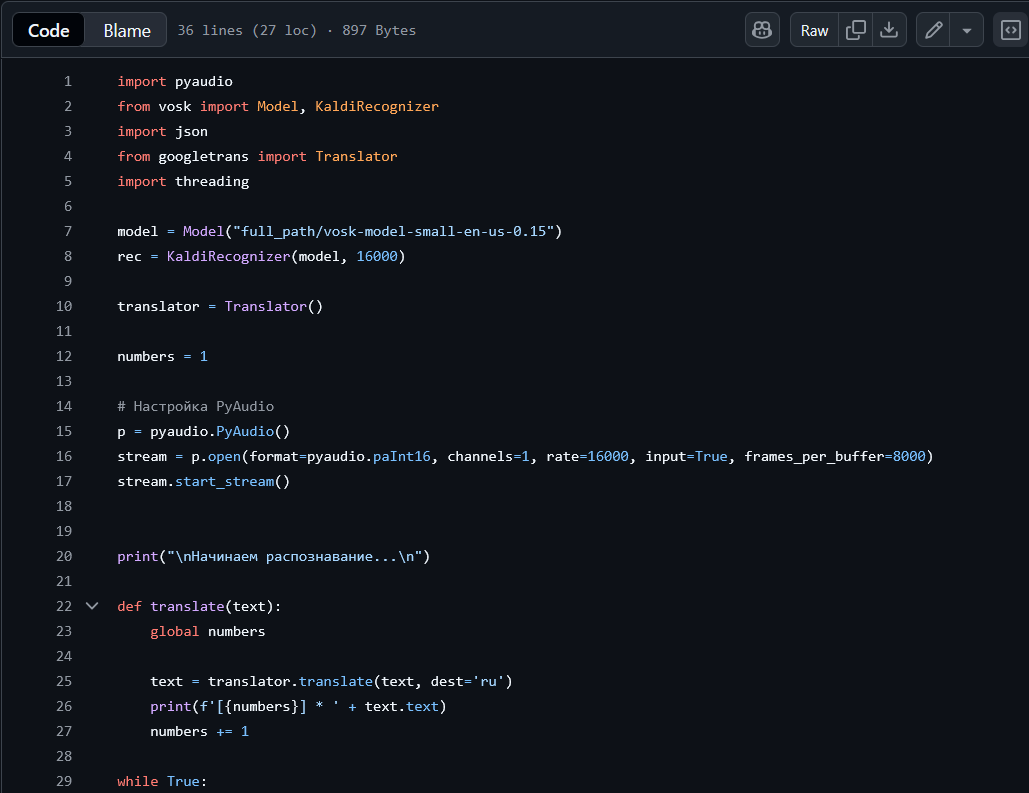 Code Blame 36 lines (27 loc) · 897 Bytes Raw
1 import pyaudio
2 from vosk import Model, KaldiRecognizer
3 import json
4 from googletrans import Translator
5 import threading
6
7 model = Model("full_path/vosk-model-small-en-us-0.15")
8 rec = KaldiRecognizer(model, 16000)
9
10 translator = Translator()
11
12 numbers = 1
13
14 # Настройка PyAudio
15 p = pyaudio.PyAudio()
16 stream = p.open(format=pyaudio.paInt16, channels=1, rate=16000, input=True, frames_per_buffer=8000)
17 stream.start_stream()
18
19
20 print("\nНачинаем распознавание...\n")
21
22 def translate(text):
23     global numbers
24
25     text = translator.translate(text, dest='ru')
26     print(f'[{numbers}] * ' + text.text)
27     numbers += 1
28
29 while True: